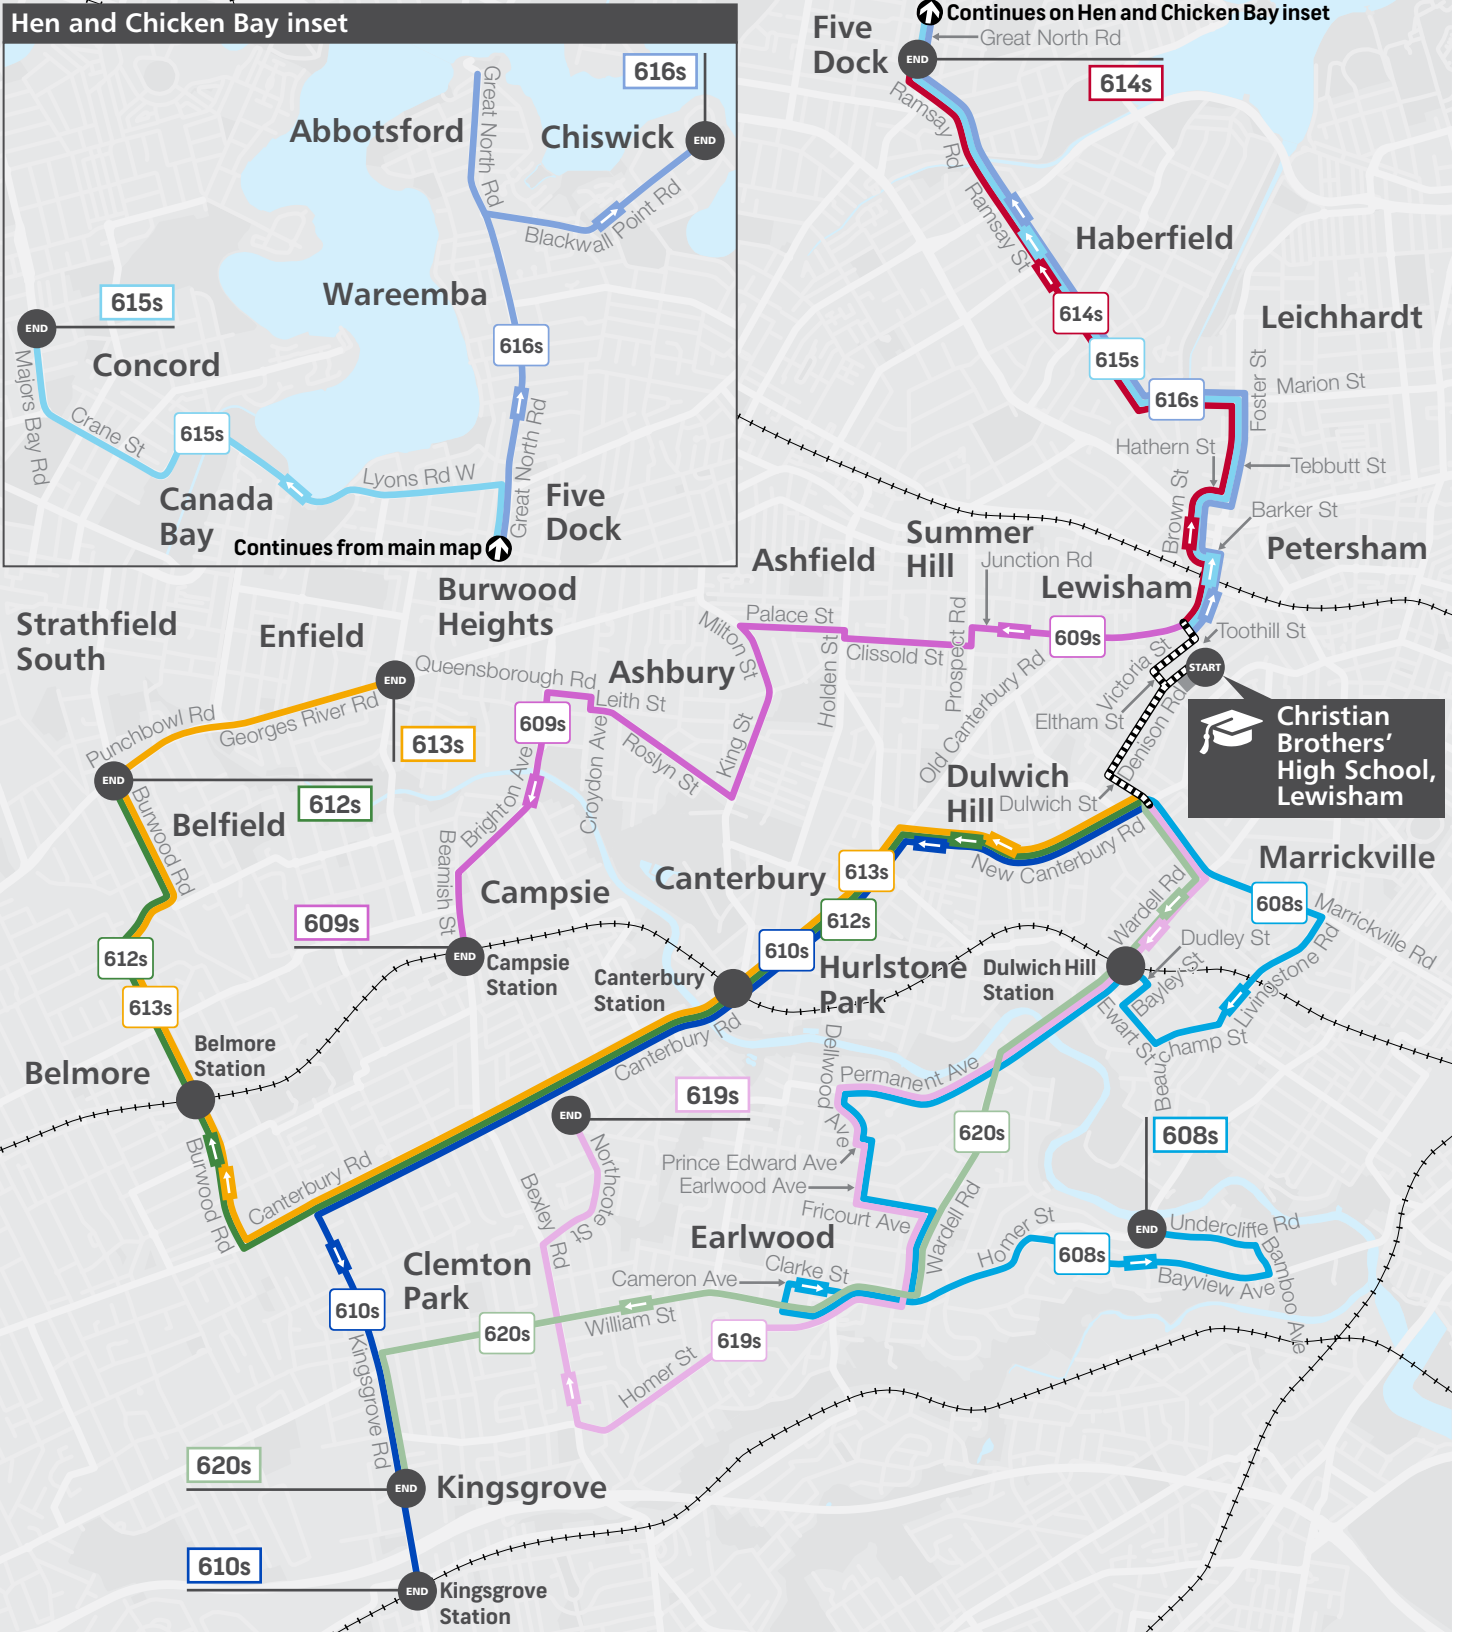 Hen and Chicken Bay inset
616s
END
Abbotsford
Chiswick
Great North Rd
Blackwall Point Rd
Wareemba
615s
END
Concord
616s
Majors Bay Rd
Crane St
615s
Great North Rd
Lyons Rd W
Canada
Bay
Five
Dock
Continues from main map
Continues on Hen and Chicken Bay inset
Five
Dock
Great North Rd
END
614s
Ramsay Rd
Ramsay St
Haberfield
614s
Leichhardt
615s
Foster St
Marion St
616s
Hathern St
Tebbutt St
Brown St
Barker St
Petersham
Summer
Hill
Ashfield
Junction Rd
Lewisham
Burwood
Heights
Strathfield
South
Enfield
Palace St
Milton St
609s
Toothill St
Holden St
Clissold St
Prospect Rd
Victoria St
START
Old Canterbury Rd
Eltham St
Denison Rd
Christian
Brothers'
High School,
Lewisham
END
Queensborough Rd
Ashbury
Leith St
609s
Punchbowl Rd
Georges River Rd
613s
Croydon Ave
Roslyn St
King St
END
612s
Burwood Rd
Belfield
Brighton Ave
Beamish St
Dulwich
Hill
Dulwich St
New Canterbury Rd
Marrickville
Canterbury
613s
Campsie
Wardell Rd
608s
Marrickville Rd
609s
612s
610s
END
Campsie
Station
Canterbury
Station
Hurlstone
Park
Dulwich Hill
Station
Dudley St
Bayley St
Livingstone Rd
612s
613s
Ewart St
Champ St
Beauchamp St
Belmore
Station
Belmore
Canterbury Rd
Dellwood Ave
Permanent Ave
619s
END
620s
608s
Northcote St
Prince Edward Ave
Earlwood Ave
Burwood Rd
Canterbury Rd
Bexley Rd
Fricourt Ave
Wardell Rd
END
Undercliffe Rd
Earlwood
Homer St
608s
Bamboo Ave
Bayview Ave
Clemton
Park
Cameron Ave
Clarke St
610s
William St
620s
619s
Kingsgrove Rd
Homer St
620s
END
Kingsgrove
610s
END
Kingsgrove
Station